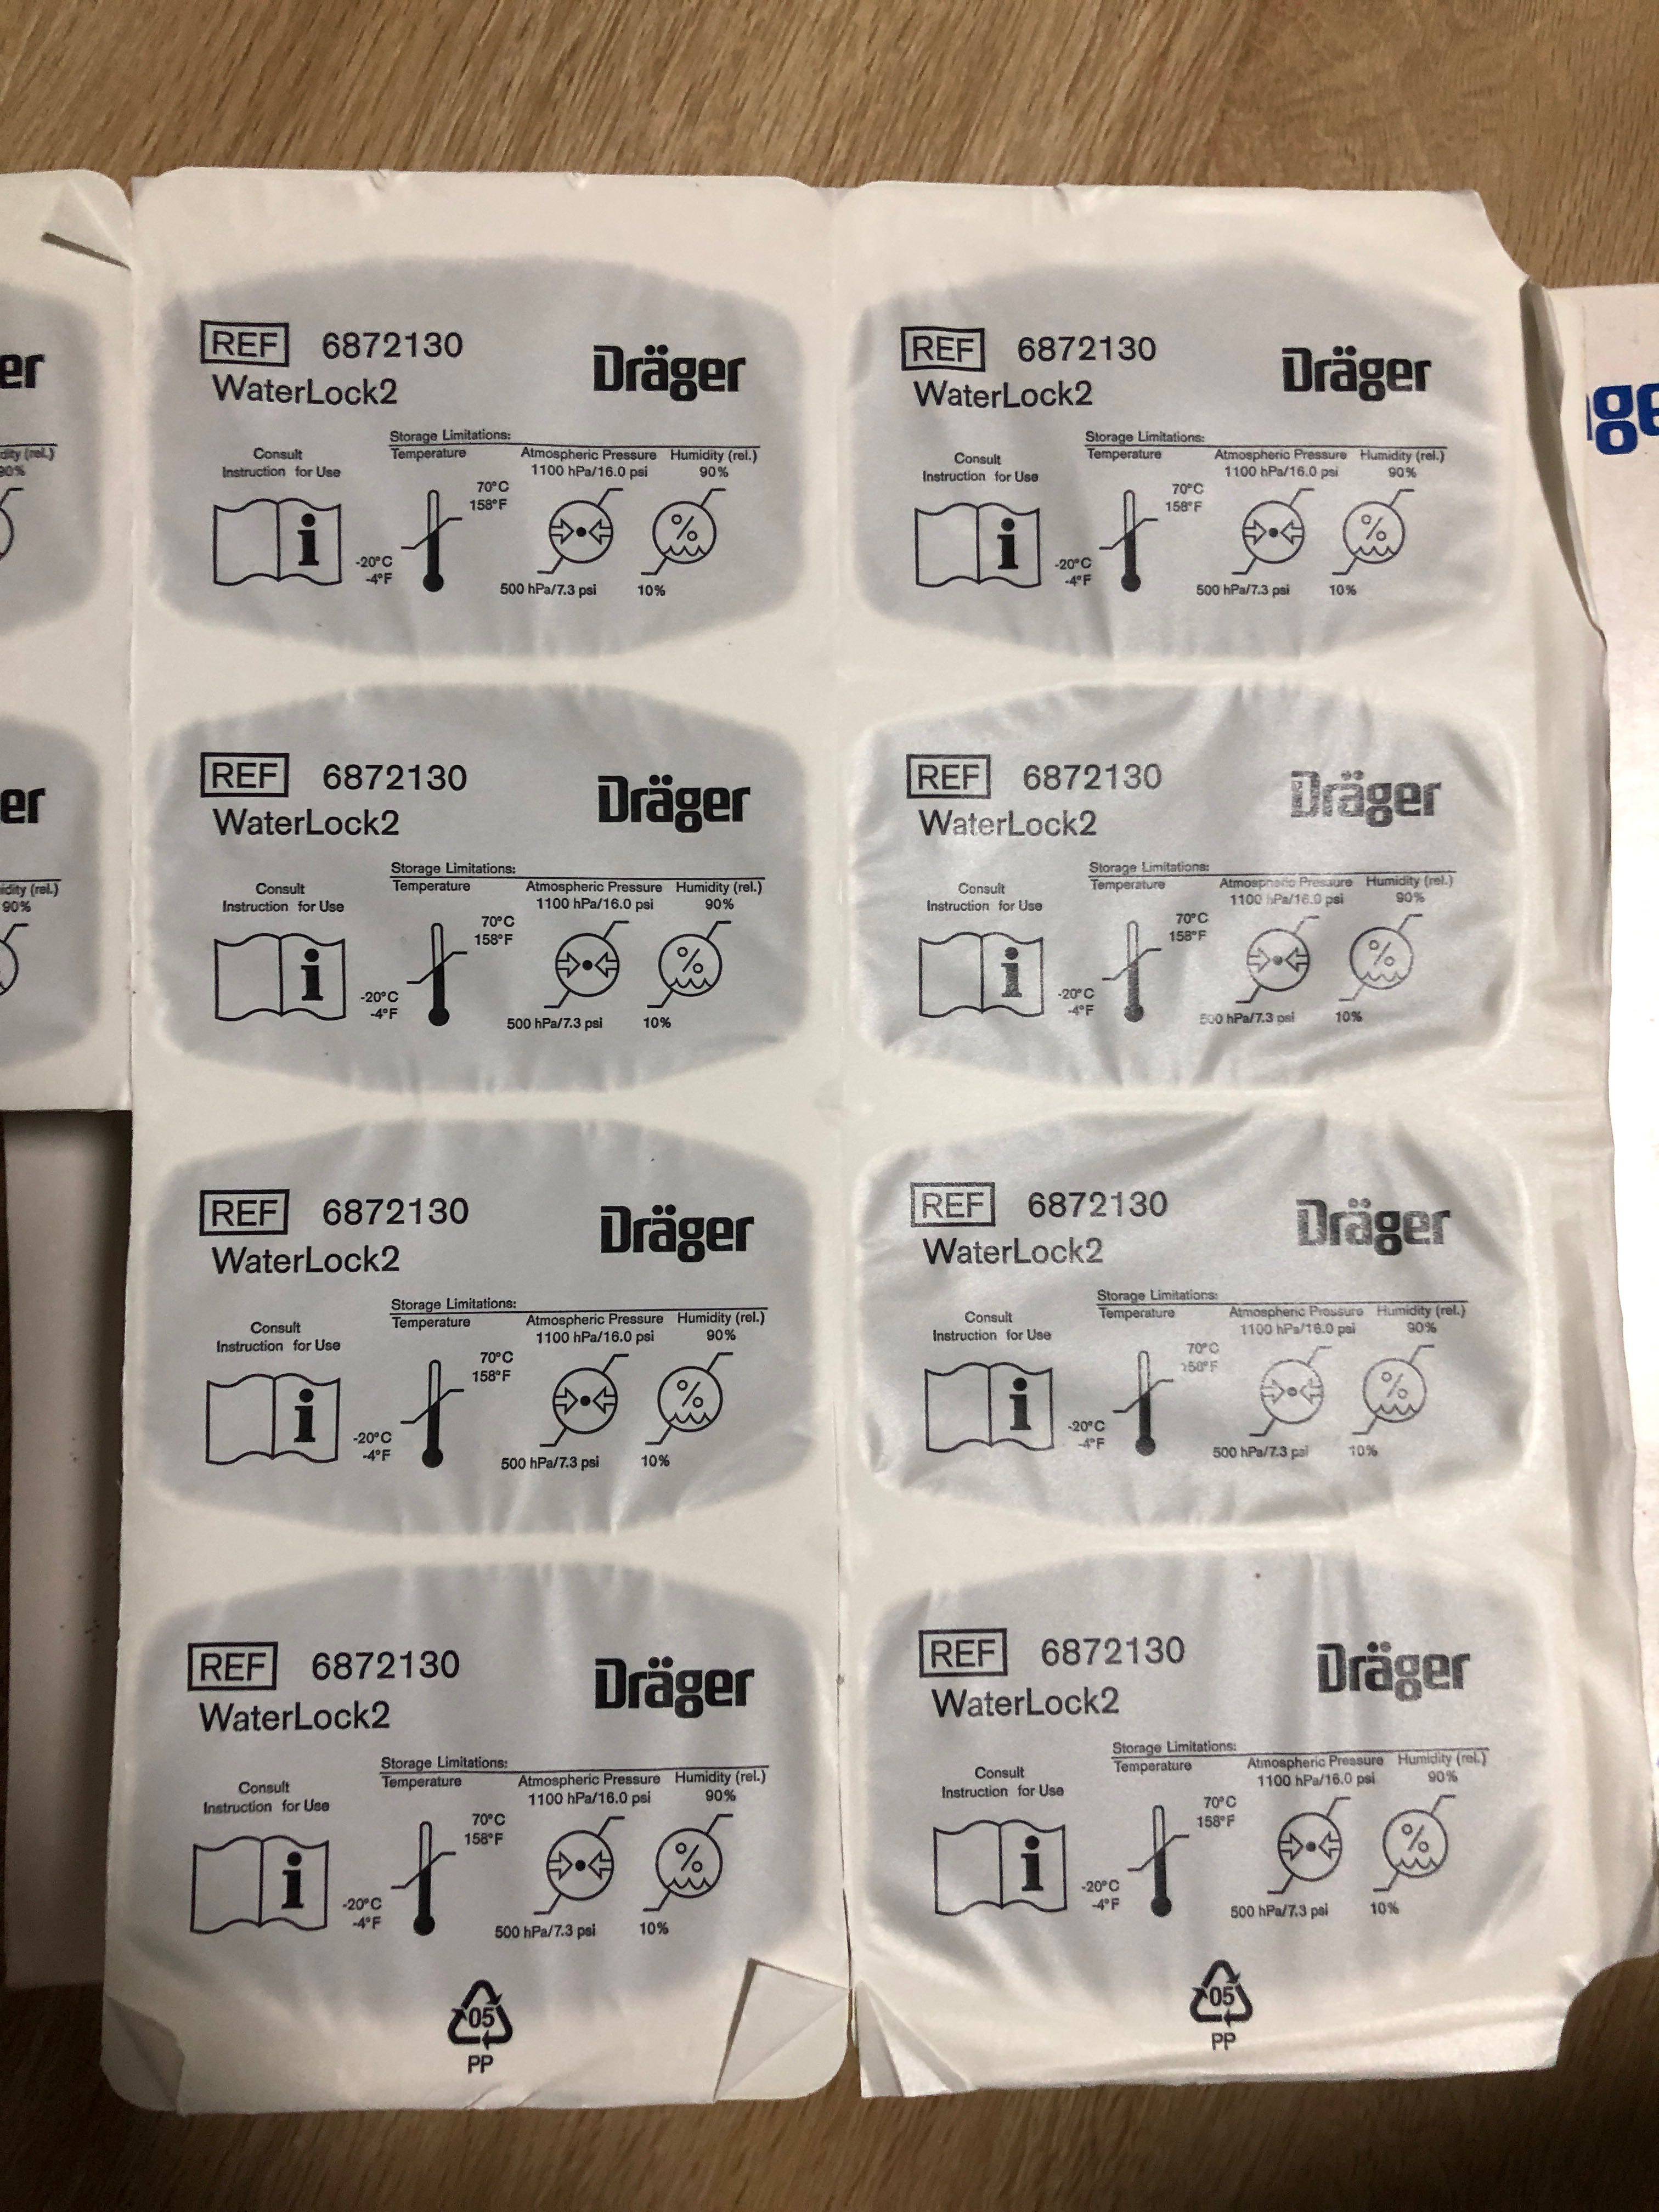 REF 6872130
WaterLock2
Dräger
Storage Limitations:
Consult
Instruction for Use
Temperature
Atmospheric Pressure
Humidity (rel.)
1100 hPa/16.0 psi
90%
70°C
158°F
i
%
-20°C
-4°F
500 hPa/7.3 psi
10%
REF 6872130
WaterLock2
Dräger
Storage Limitations:
Consult
Instruction for Use
Temperature
Atmospheric Pressure
Humidity (rel.)
1100 hPa/16.0 psi
90%
70°C
158°F
i
%
-20°C
-4°F
500 hPa/7.3 psi
10%
REF 6872130
WaterLock2
Dräger
Storage Limitations:
Consult
Instruction for Use
Temperature
Atmospheric Pressure
Humidity (rel.)
1100 hPa/16.0 psi
90%
70°C
158°F
i
%
-20°C
-4°F
500 hPa/7.3 psi
10%
REF 6872130
WaterLock2
Dräger
Storage Limitations:
Consult
Instruction for Use
Temperature
Atmospheric Pressure
Humidity (rel.)
1100 hPa/16.0 psi
90%
70°C
158°F
i
%
-20°C
-4°F
500 hPa/7.3 psi
10%
REF 6872130
WaterLock2
Dräger
Storage Limitations:
Consult
Instruction for Use
Temperature
Atmospheric Pressure
Humidity (rel.)
1100 hPa/16.0 psi
90%
70°C
158°F
i
%
-20°C
-4°F
500 hPa/7.3 psi
10%
REF 6872130
WaterLock2
Dräger
Storage Limitations:
Consult
Instruction for Use
Temperature
Atmospheric Pressure
Humidity (rel.)
1100 hPa/16.0 psi
90%
70°C
158°F
i
%
-20°C
-4°F
500 hPa/7.3 psi
10%
REF 6872130
WaterLock2
Dräger
Storage Limitations:
Consult
Instruction for Use
Temperature
Atmospheric Pressure
Humidity (rel.)
1100 hPa/16.0 psi
90%
70°C
158°F
i
%
-20°C
-4°F
500 hPa/7.3 psi
10%
05
PP
REF 6872130
WaterLock2
Dräger
Storage Limitations:
Consult
Instruction for Use
Temperature
Atmospheric Pressure
Humidity (rel.)
1100 hPa/16.0 psi
90%
70°C
158°F
i
%
-20°C
-4°F
500 hPa/7.3 psi
10%
05
PP